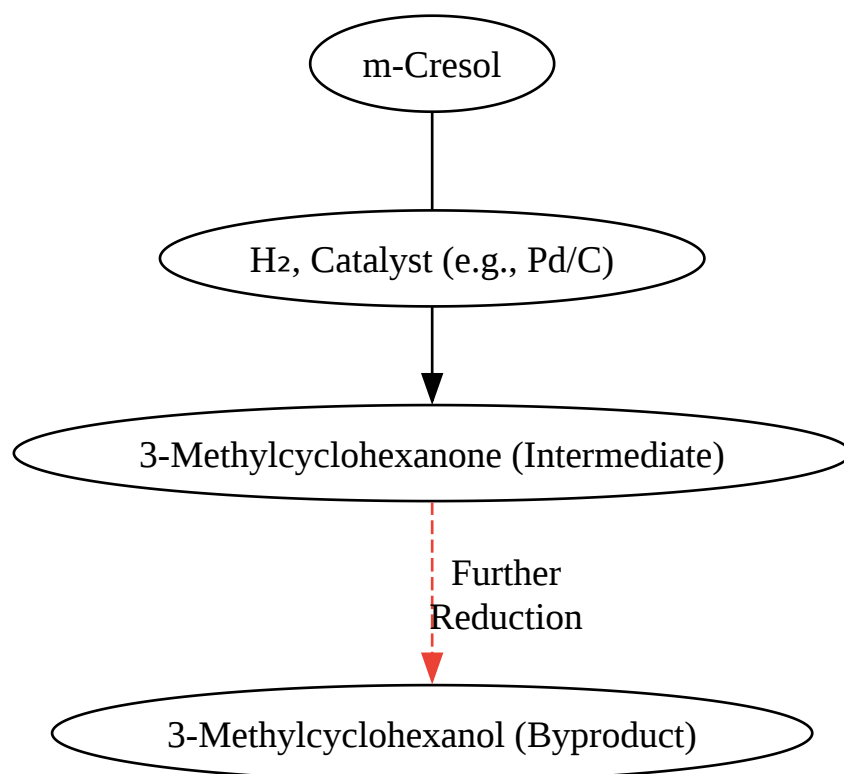 m-Cresol
H₂, Catalyst (e.g., Pd/C)
3-Methylcyclohexanone (Intermediate)
Further
Reduction
3-Methylcyclohexanol (Byproduct)